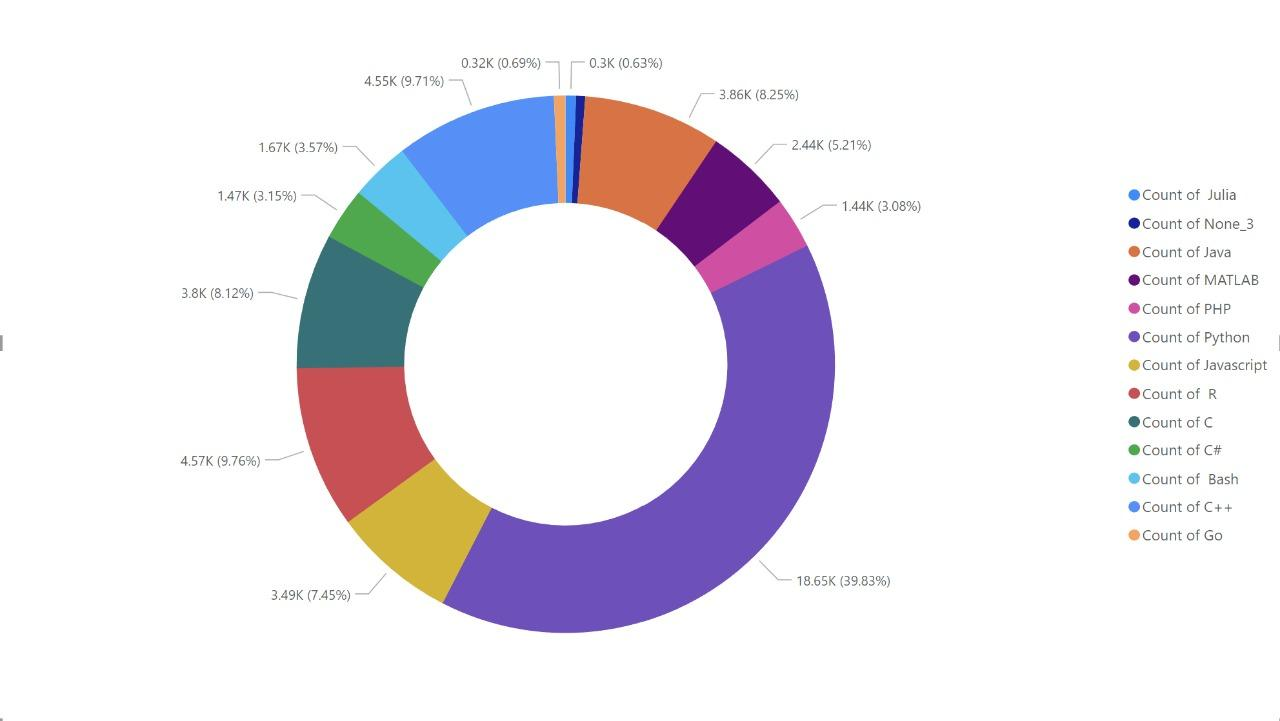 0.32K (0.69%)
0.3K (0.63%)
4.55K (9.71%)
3.86K (8.25%)
1.67K (3.57%)
2.44K (5.21%)
1.47K (3.15%)
1.44K (3.08%)
3.8K (8.12%)
4.57K (9.76%)
3.49K (7.45%)
18.65K (39.83%)
Count of  Julia
Count of None_3
Count of Java
Count of MATLAB
Count of PHP
Count of Python
Count of Javascript
Count of  R
Count of C
Count of C#
Count of  Bash
Count of C++
Count of Go